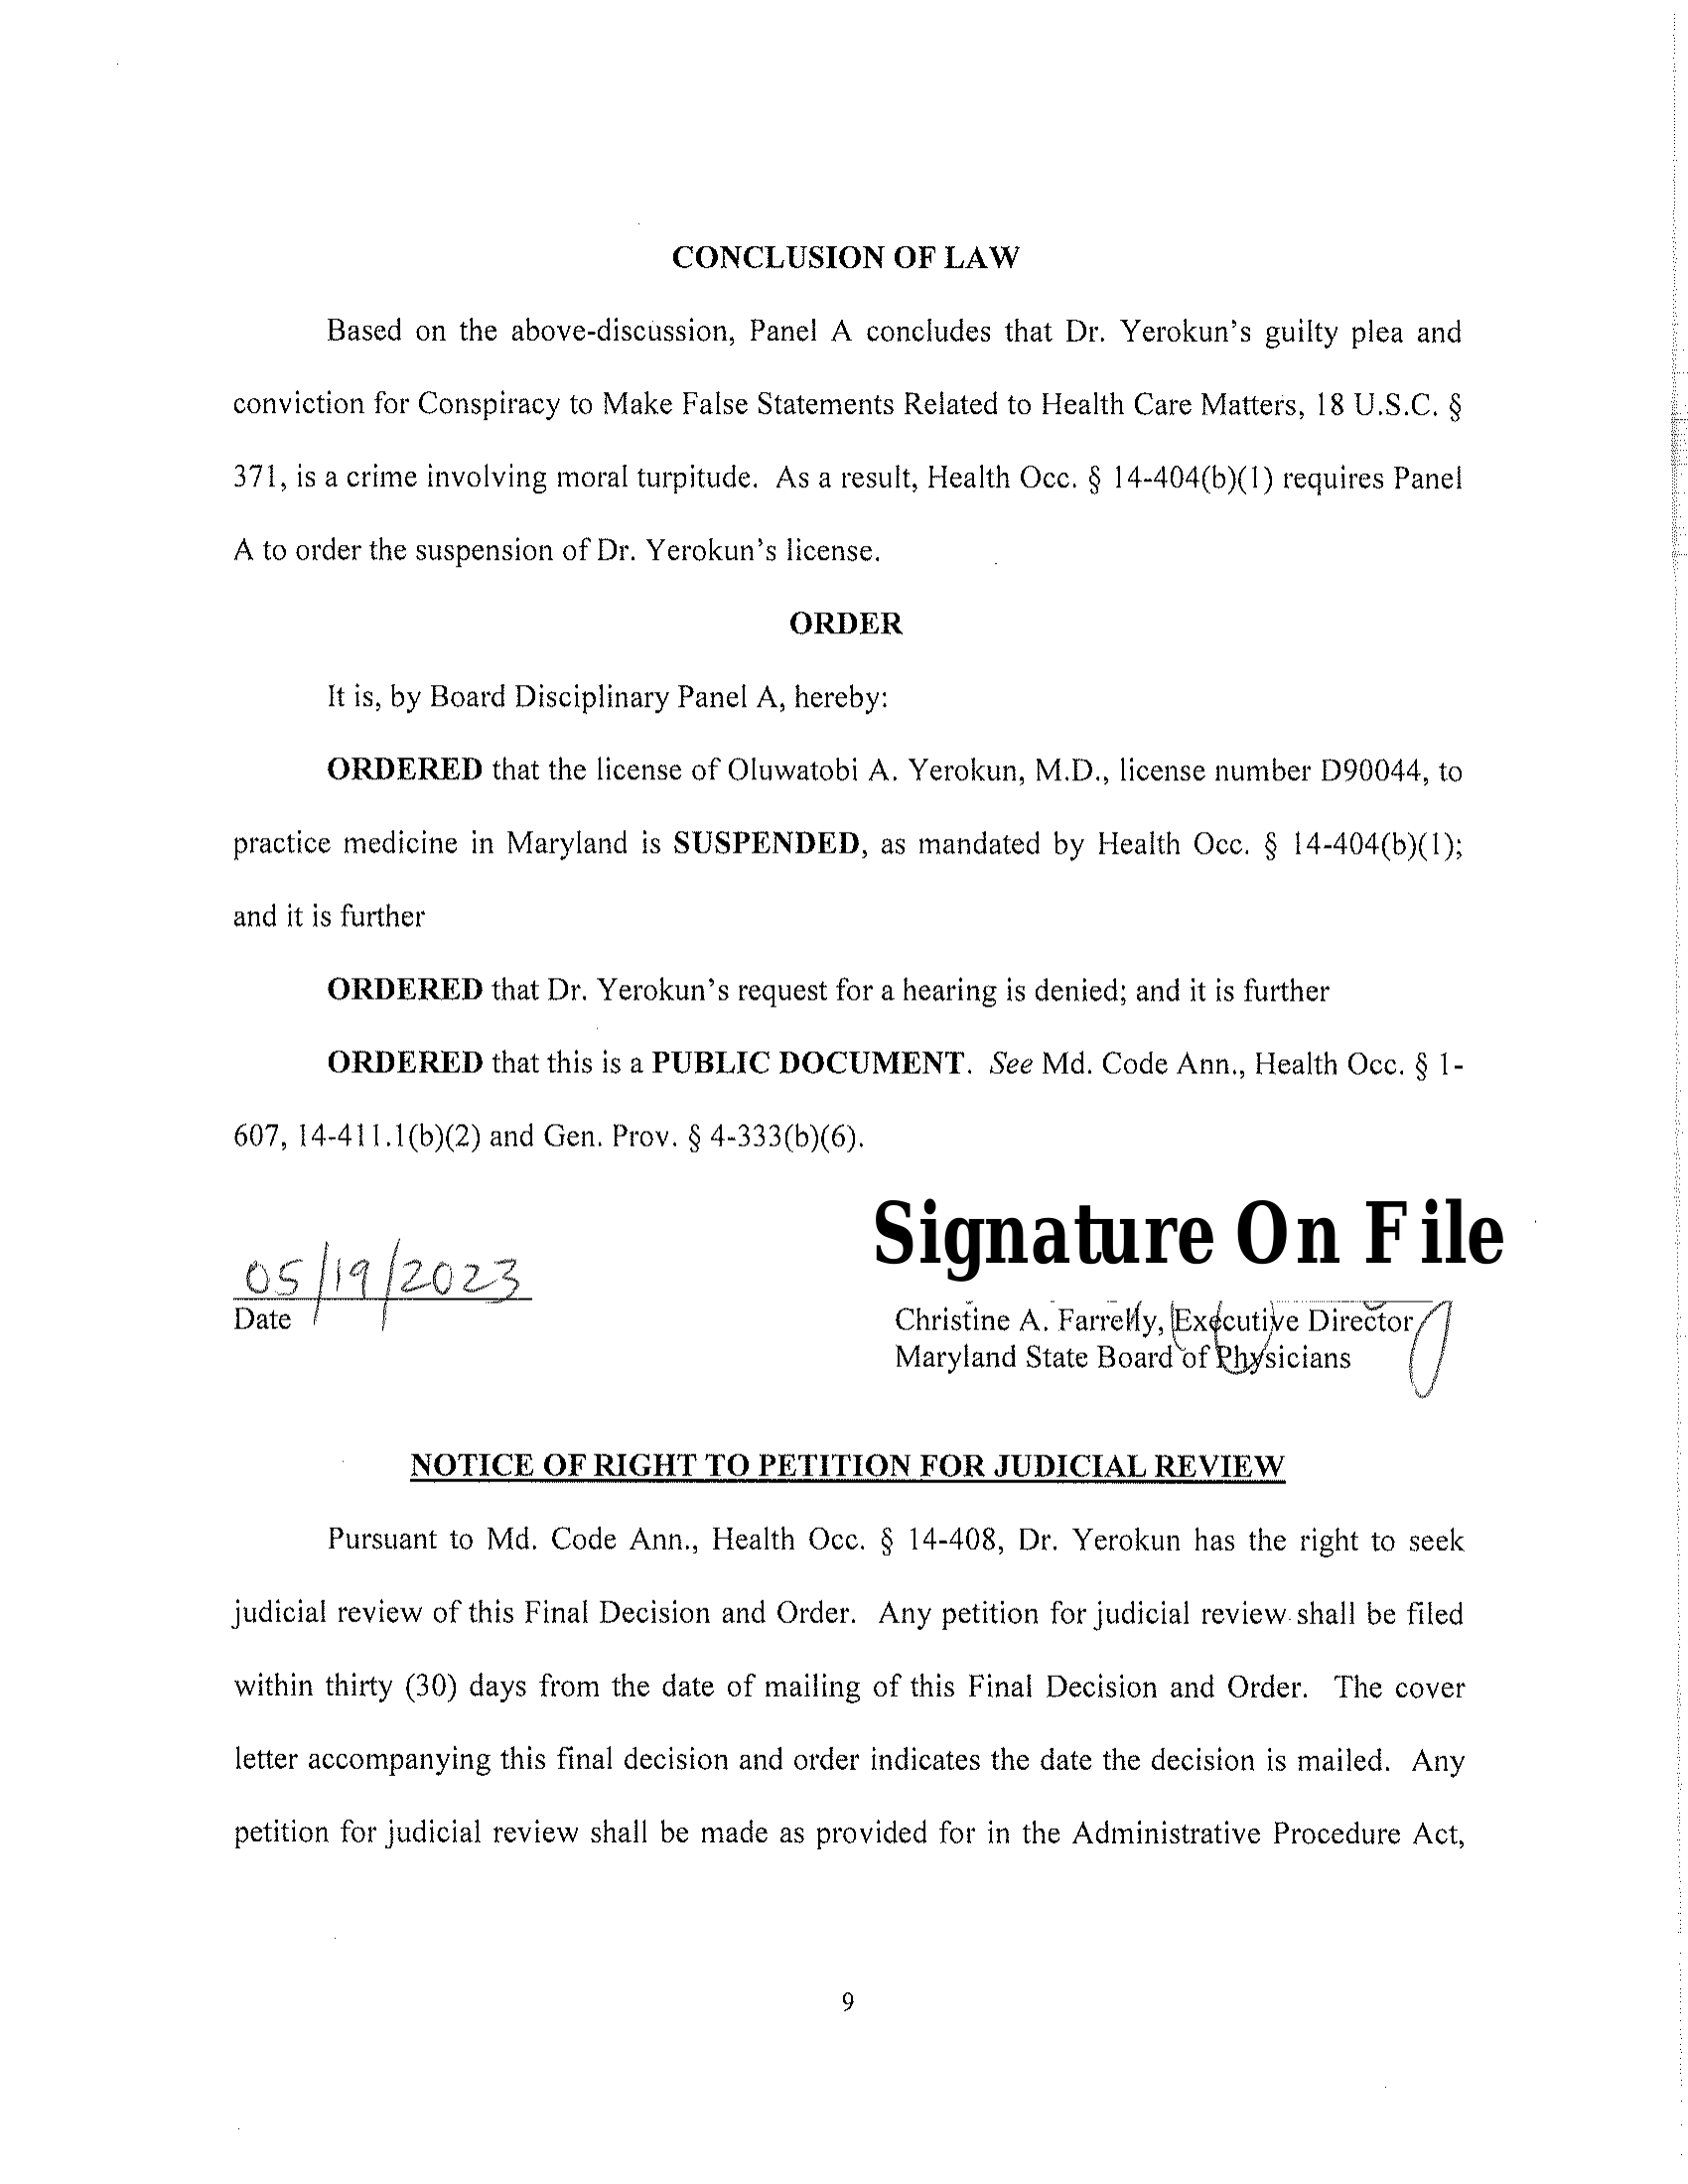 CONCLUSION OF LAW
Based on the above-discussion, Panel A concludes that Dr. Yerokun's guilty plea and
conviction for Conspiracy to Make False Statements Related to Health Care Matters, 18 U.S.C. §
371, is a crime involving moral turpitude. As a result, Health Occ. § 14-404(b)(1) requires Panel
A to order the suspension of Dr. Yerokun's license.
ORDER
It is, by Board Disciplinary Panel A, hereby:
ORDERED that the license of Oluwatobi A. Yerokun, M.D., license number D90044, to
practice medicine in Maryland is SUSPENDED, as mandated by Health Occ. § 14-404(b)(1);
and it is further
ORDERED that Dr. Yerokun's request for a hearing is denied; and it is further
ORDERED that this is a PUBLIC DOCUMENT. See Md. Code Ann., Health Occ. § 1-
607, 14-411.1(b)(2) and Gen. Prov. § 4-333(b)(6).
Signature On File
05/19/2023
Date
Christine A. Farrelly, Executive Director
Maryland State Board of Physicians
NOTICE OF RIGHT TO PETITION FOR JUDICIAL REVIEW
Pursuant to Md. Code Ann., Health Occ. § 14-408, Dr. Yerokun has the right to seek
judicial review of this Final Decision and Order. Any petition for judicial review shall be filed
within thirty (30) days from the date of mailing of this Final Decision and Order. The cover
letter accompanying this final decision and order indicates the date the decision is mailed. Any
petition for judicial review shall be made as provided for in the Administrative Procedure Act,
9